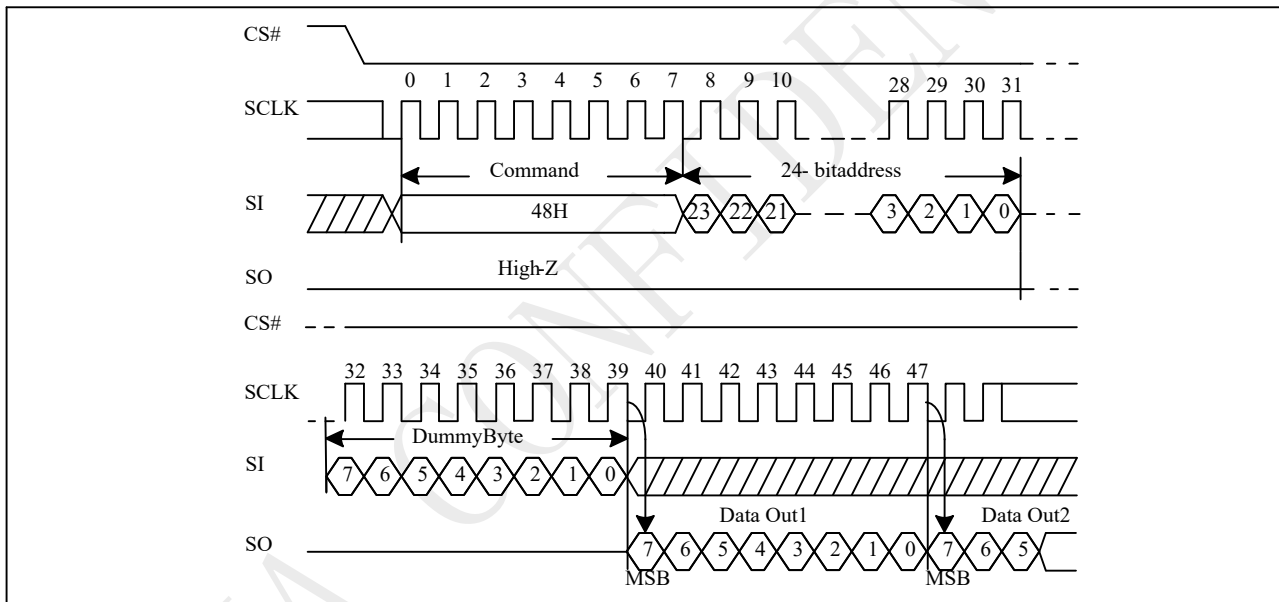 CS#
0 1 2 3 4 5 6 7 8 9 10 28 29 30 31
SCLK
Command 24- bitaddress
SI 48H 23 22 21 3 2 1 0
High-Z
SO
CS#
32 33 34 35 36 37 38 39 40 41 42 43 44 45 46 47
SCLK
DummyByte
SI 7 6 5 4 3 2 1 0
Data Out1 Data Out2
SO 7 6 5 4 3 2 1 0 7 6 5
MSB MSB
CONFIDEN